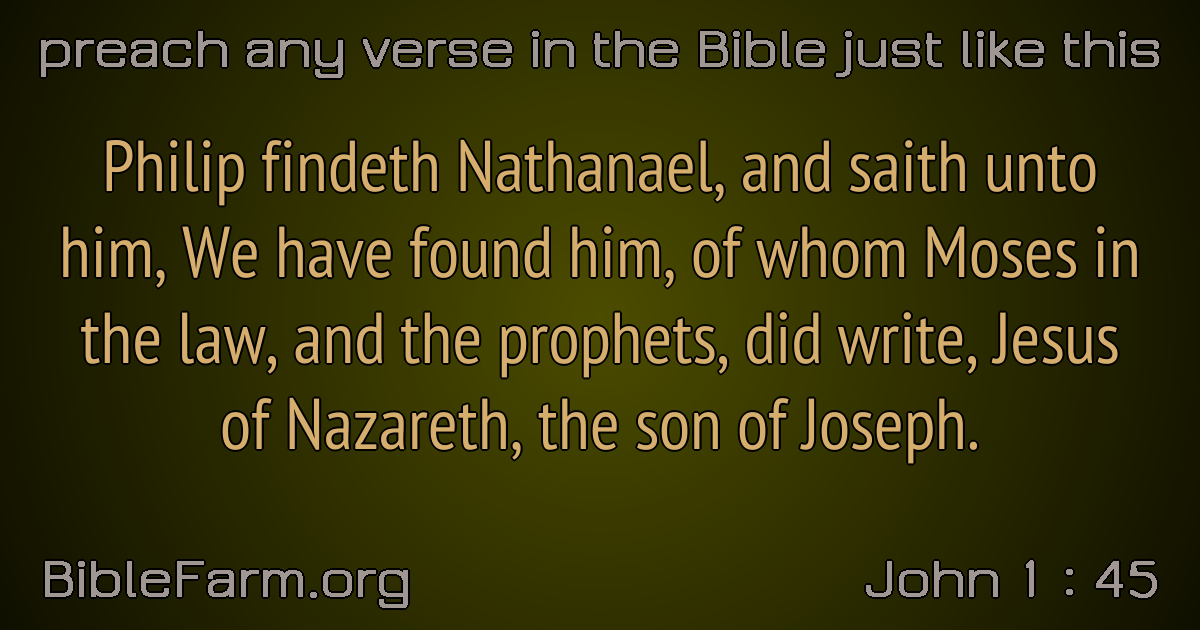 preach any verse in the Bible just like this
Philip findeth Nathanael, and saith unto
him, We have found him, of whom Moses in
the law, and the prophets, did write, Jesus
of Nazareth, the son of Joseph.
BibleFarm.org
John 1 : 45